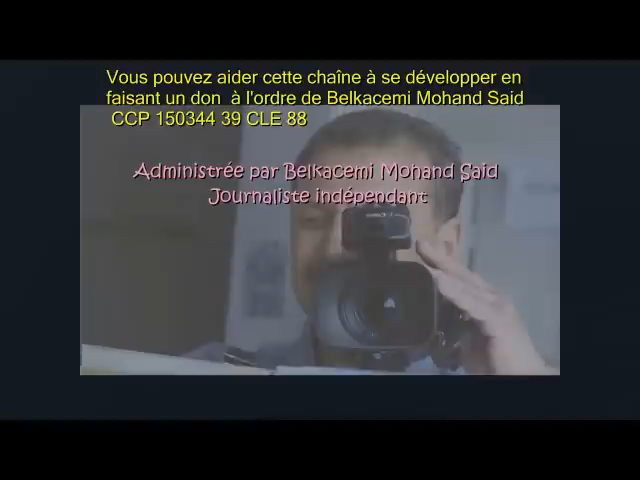 Vous pouvez aider cette chaîne à se développer en
faisant un don à l'ordre de Belkacemi Mohand Said
CCP 150344 39 CLE 88
Administrée par Belkacemi Mohand Said
Journaliste indépendant